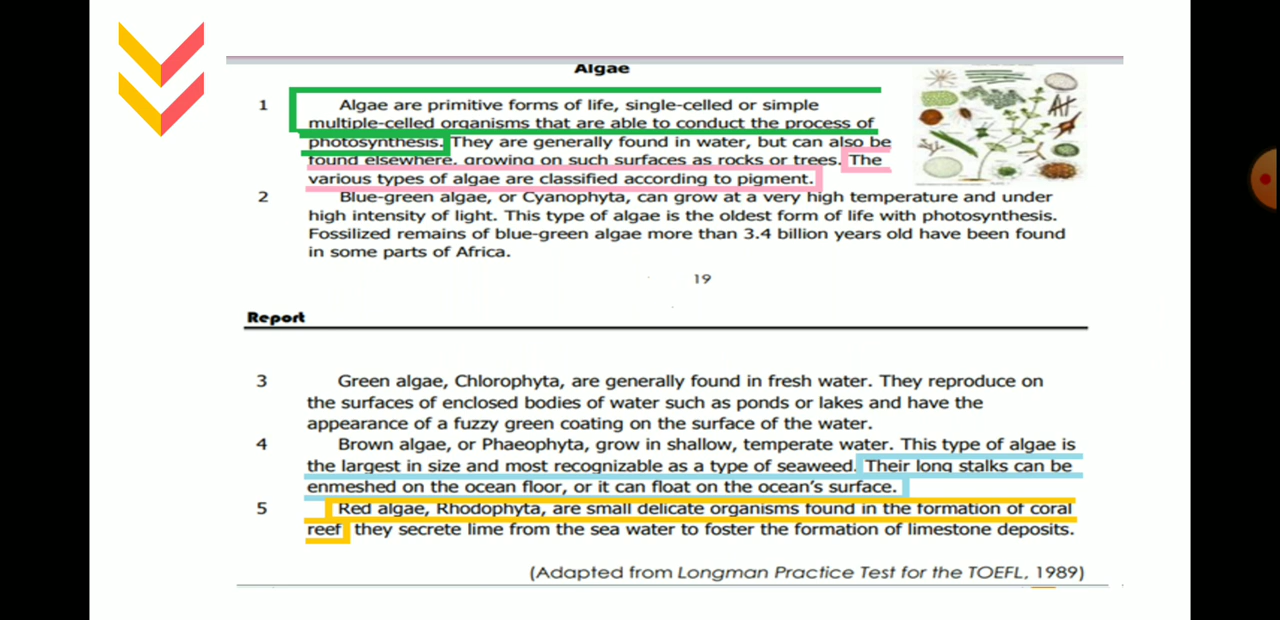 Algae
1 Algae are primitive forms of life, single-celled or simple
multiple-celled organisms that are able to conduct the process of
photosynthesis. They are generally found in water, but can also be
found elsewhere, growing on such surfaces as rocks or trees. The
various types of algae are classified according to pigment.
2 Blue-green algae, or Cyanophyta, can grow at a very high temperature and under
high intensity of light. This type of algae is the oldest form of life with photosynthesis.
Fossilized remains of blue-green algae more than 3.4 billion years old have been found
in some parts of Africa.
19
Report
3 Green algae, Chlorophyta, are generally found in fresh water. They reproduce on
the surfaces of enclosed bodies of water such as ponds or lakes and have the
appearance of a fuzzy green coating on the surface of the water.
4 Brown algae, or Phaeophyta, grow in shallow, temperate water. This type of algae is
the largest in size and most recognizable as a type of seaweed. Their long stalks can be
enmeshed on the ocean floor, or it can float on the ocean's surface.
5 Red algae, Rhodophyta, are small delicate organisms found in the formation of coral
reef they secrete lime from the sea water to foster the formation of limestone deposits.
(Adapted from Longman Practice Test for the TOEFL, 1989)